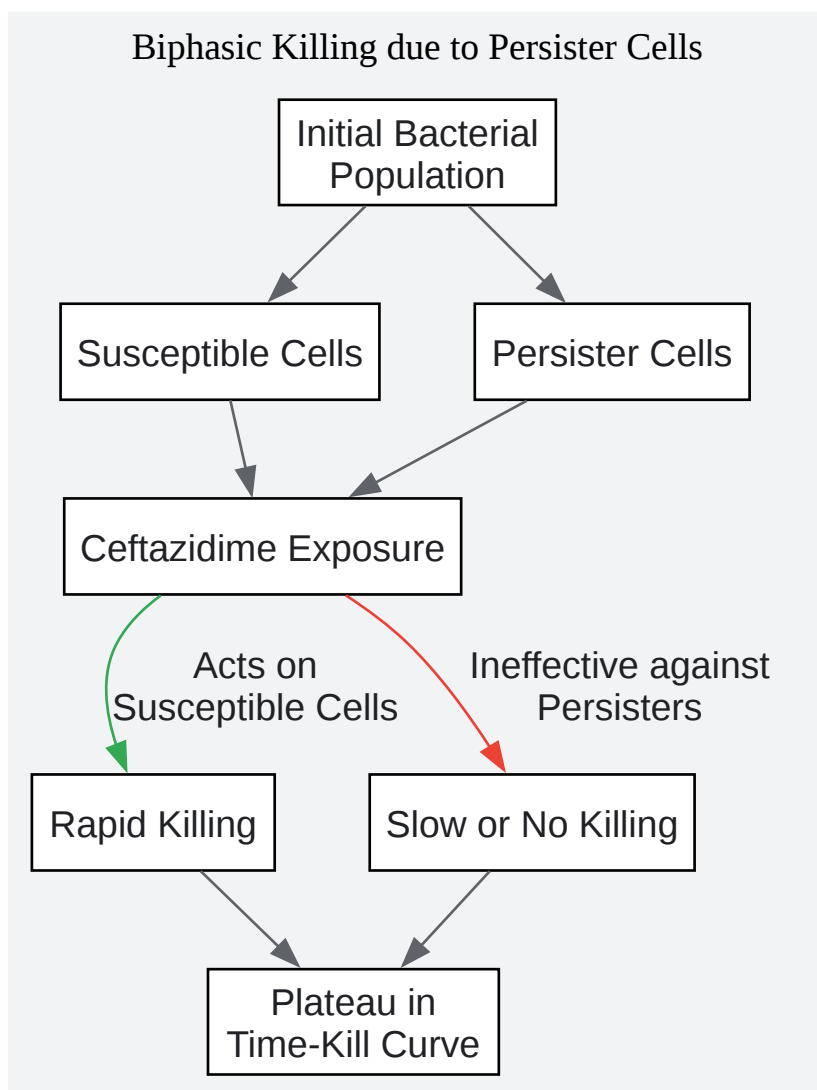 Biphasic Killing due to Persister Cells
Initial Bacterial
Population
Susceptible Cells
Persister Cells
Ceftazidime Exposure
Acts on
Susceptible Cells
Ineffective against
Persisters
Rapid Killing
Slow or No Killing
Plateau in
Time-Kill Curve